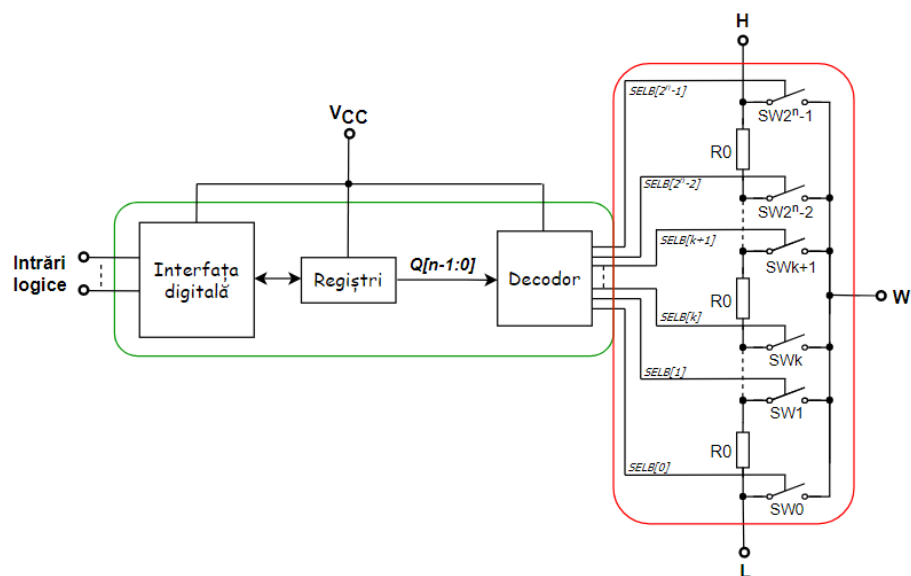 H
SELB[2ⁿ-1]
SW2ⁿ-1
VCC
R0
SELB[2ⁿ-2]
SW2ⁿ-2
SELB[k+1]
SWk+1
Intrări
logice
Interfața
digitală
Regiștri
Q[n-1:0]
Decodor
R0
W
SELB[k]
SWk
SELB[1]
SW1
R0
SELB[0]
SW0
L